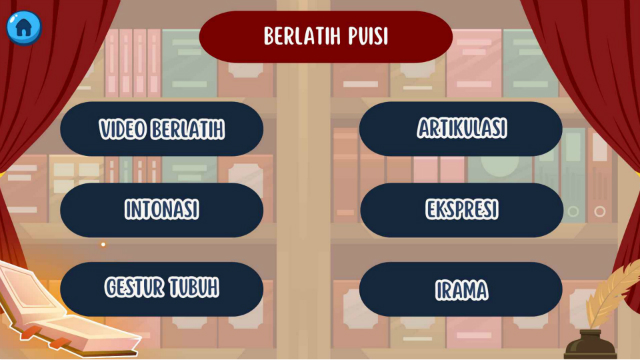 BERLATIH PUISI
VIDEO BERLATIH
ARTIKULASI
INTONASI
EKSPRESI
GESTUR TUBUH
IRAMA